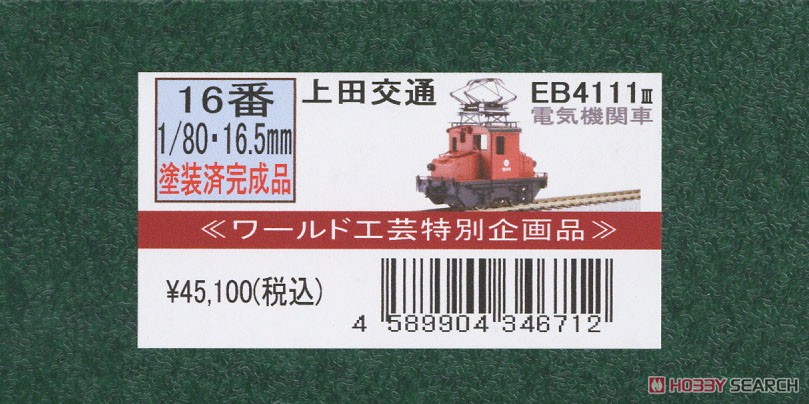 16番
1/80・16.5mm
塗装済完成品
上田交通 EB4111Ⅲ
電気機関車
≪ワールド工芸特別企画品≫
¥45,100(税込)
4 589904 346712
HOBBY SEARCH